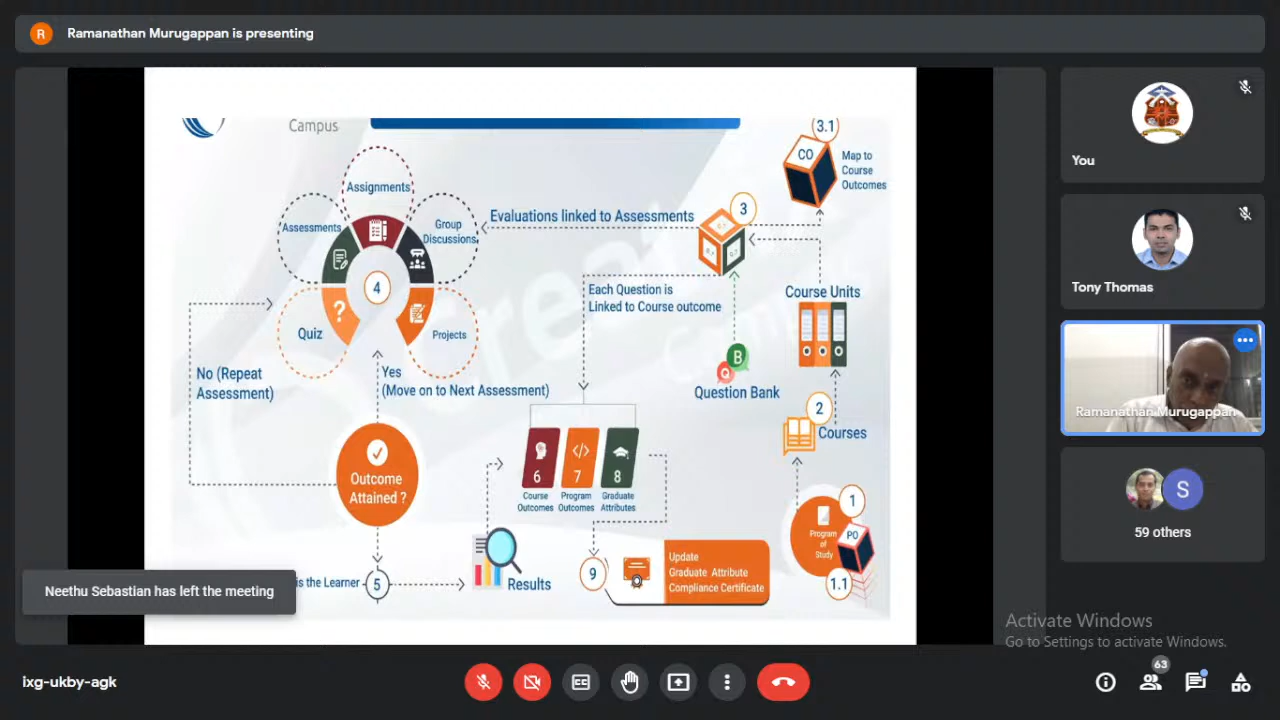 R
Ramanathan Murugappan is presenting
Campus
Assignments
Assessments
Group
Discussions
4
Quiz
Projects
Evaluations linked to Assessments
3
3.1
CO
Map to
Course
Outcomes
Each Question is
Linked to Course outcome
Course Units
B
Q
Question Bank
2
Courses
No (Repeat
Assessment)
Yes
(Move on to Next Assessment)
Outcome
Attained ?
6
7
8
Course
Outcomes
Program
Outcomes
Graduate
Attributes
1
Program
of
Study
PO
1.1
is the Learner
5
Results
9
Update
Graduate Attribute
Compliance Certificate
Neethu Sebastian has left the meeting
You
Tony Thomas
Ramanathan Murugappan
S
59 others
Activate Windows
Go to Settings to activate Windows.
ixg-ukby-agk
CC
63